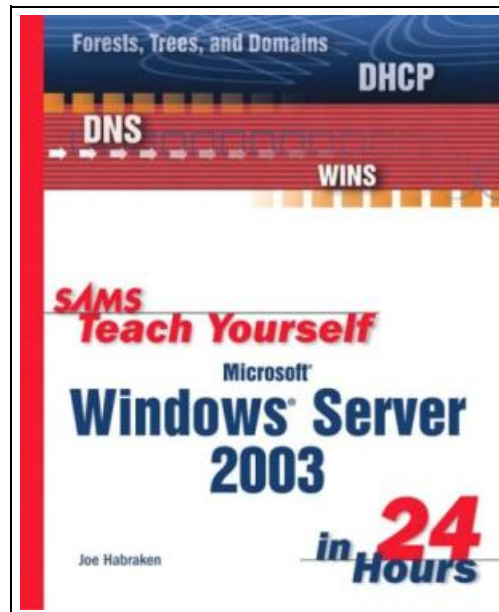 Forests, Trees, and Domains
DHCP
DNS
WINS
SAMS
Teach Yourself
Microsoft®
Windows® Server
2003
Joe Habraken
in 24
Hours